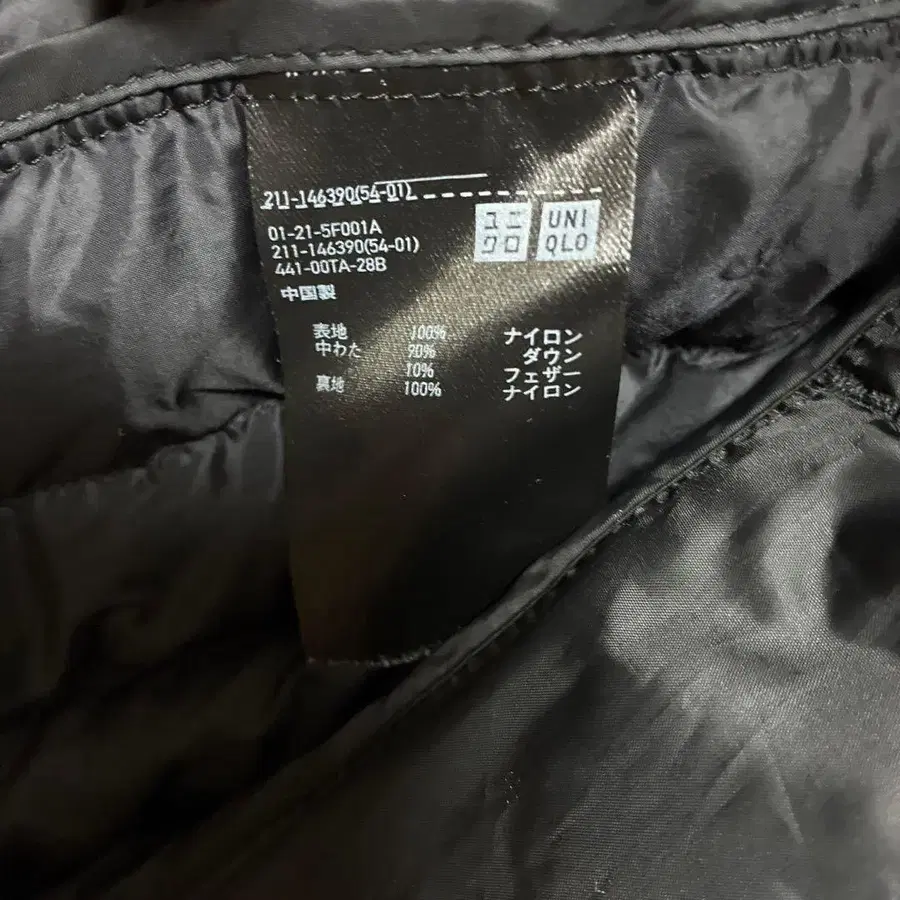 211-146390(54-01)
01-21-5F001A
211-146390(54-01)
441-00TA-28B
中国製
ユニ
クロ
UNI
QLO
表地 100% ナイロン
中わた 90% ダウン
10% フェザー
裏地 100% ナイロン